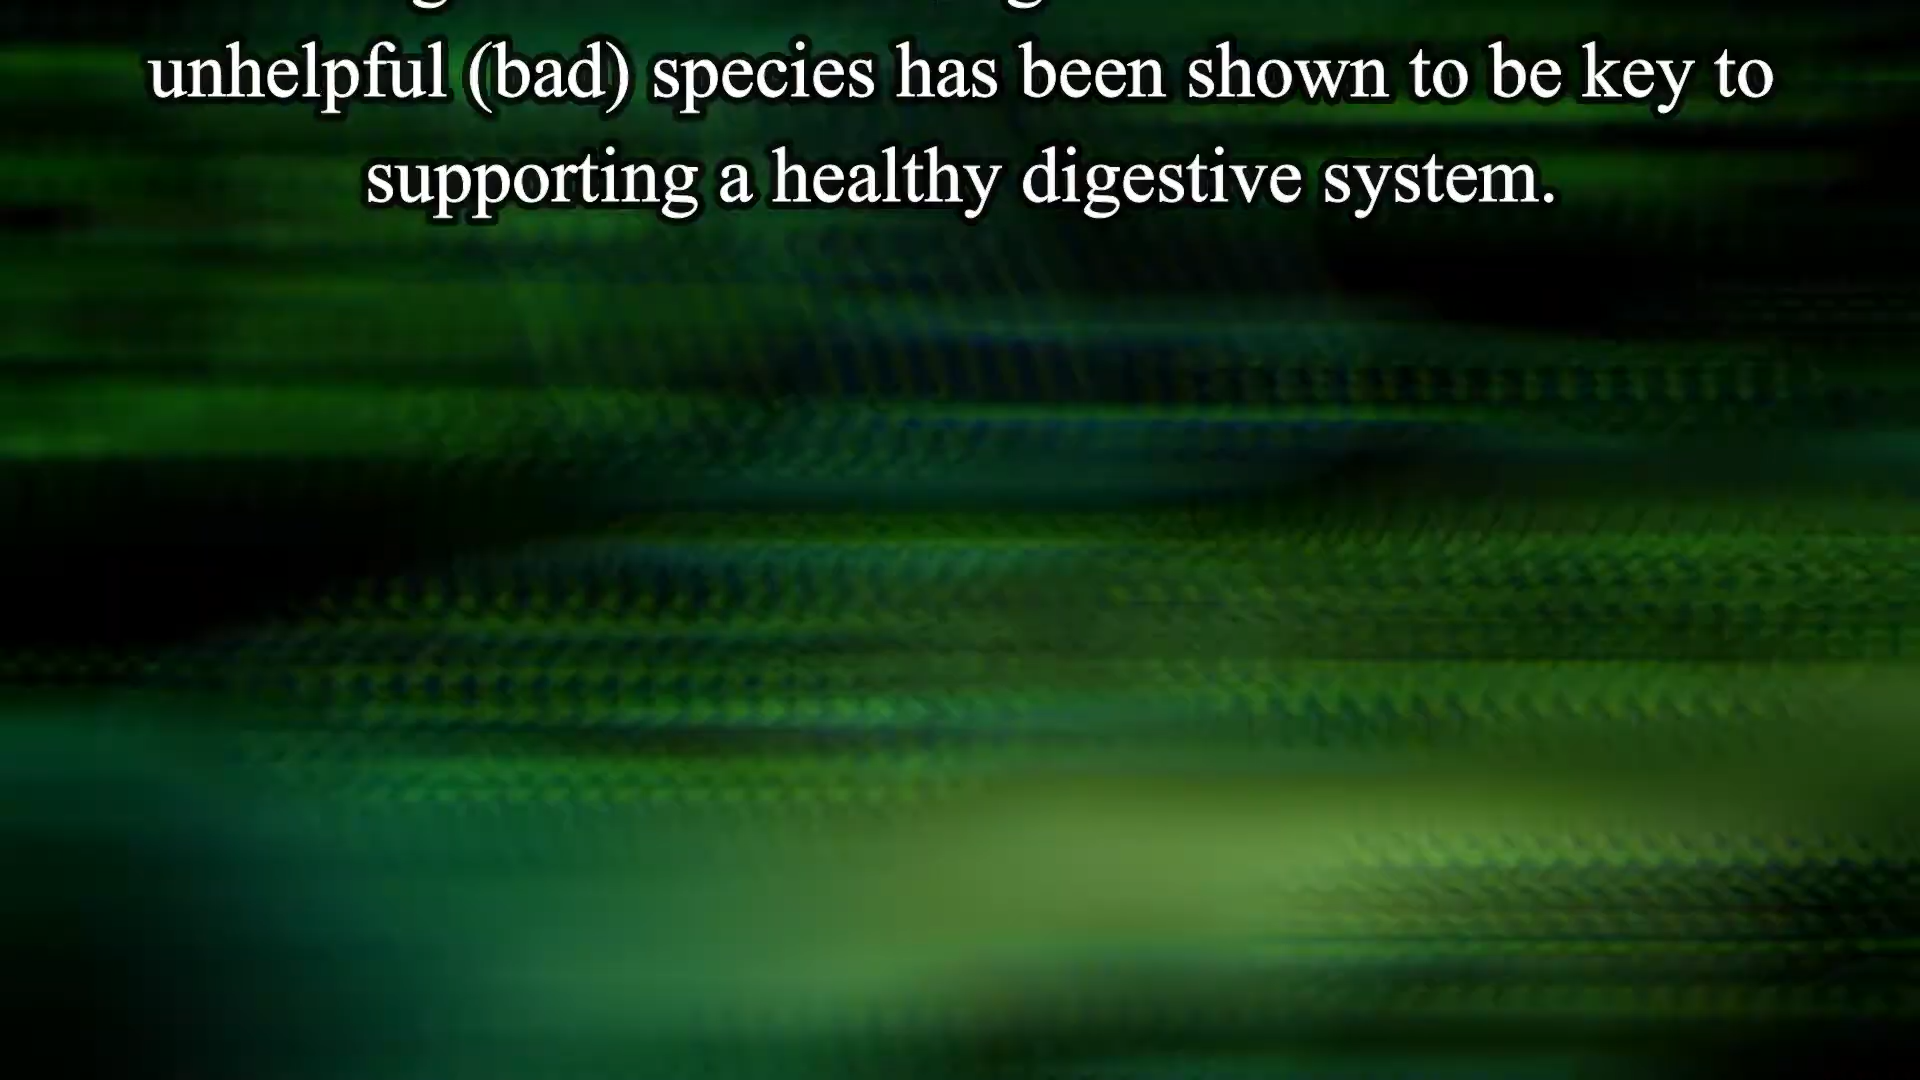 unhelpful (bad) species has been shown to be key to
supporting a healthy digestive system.